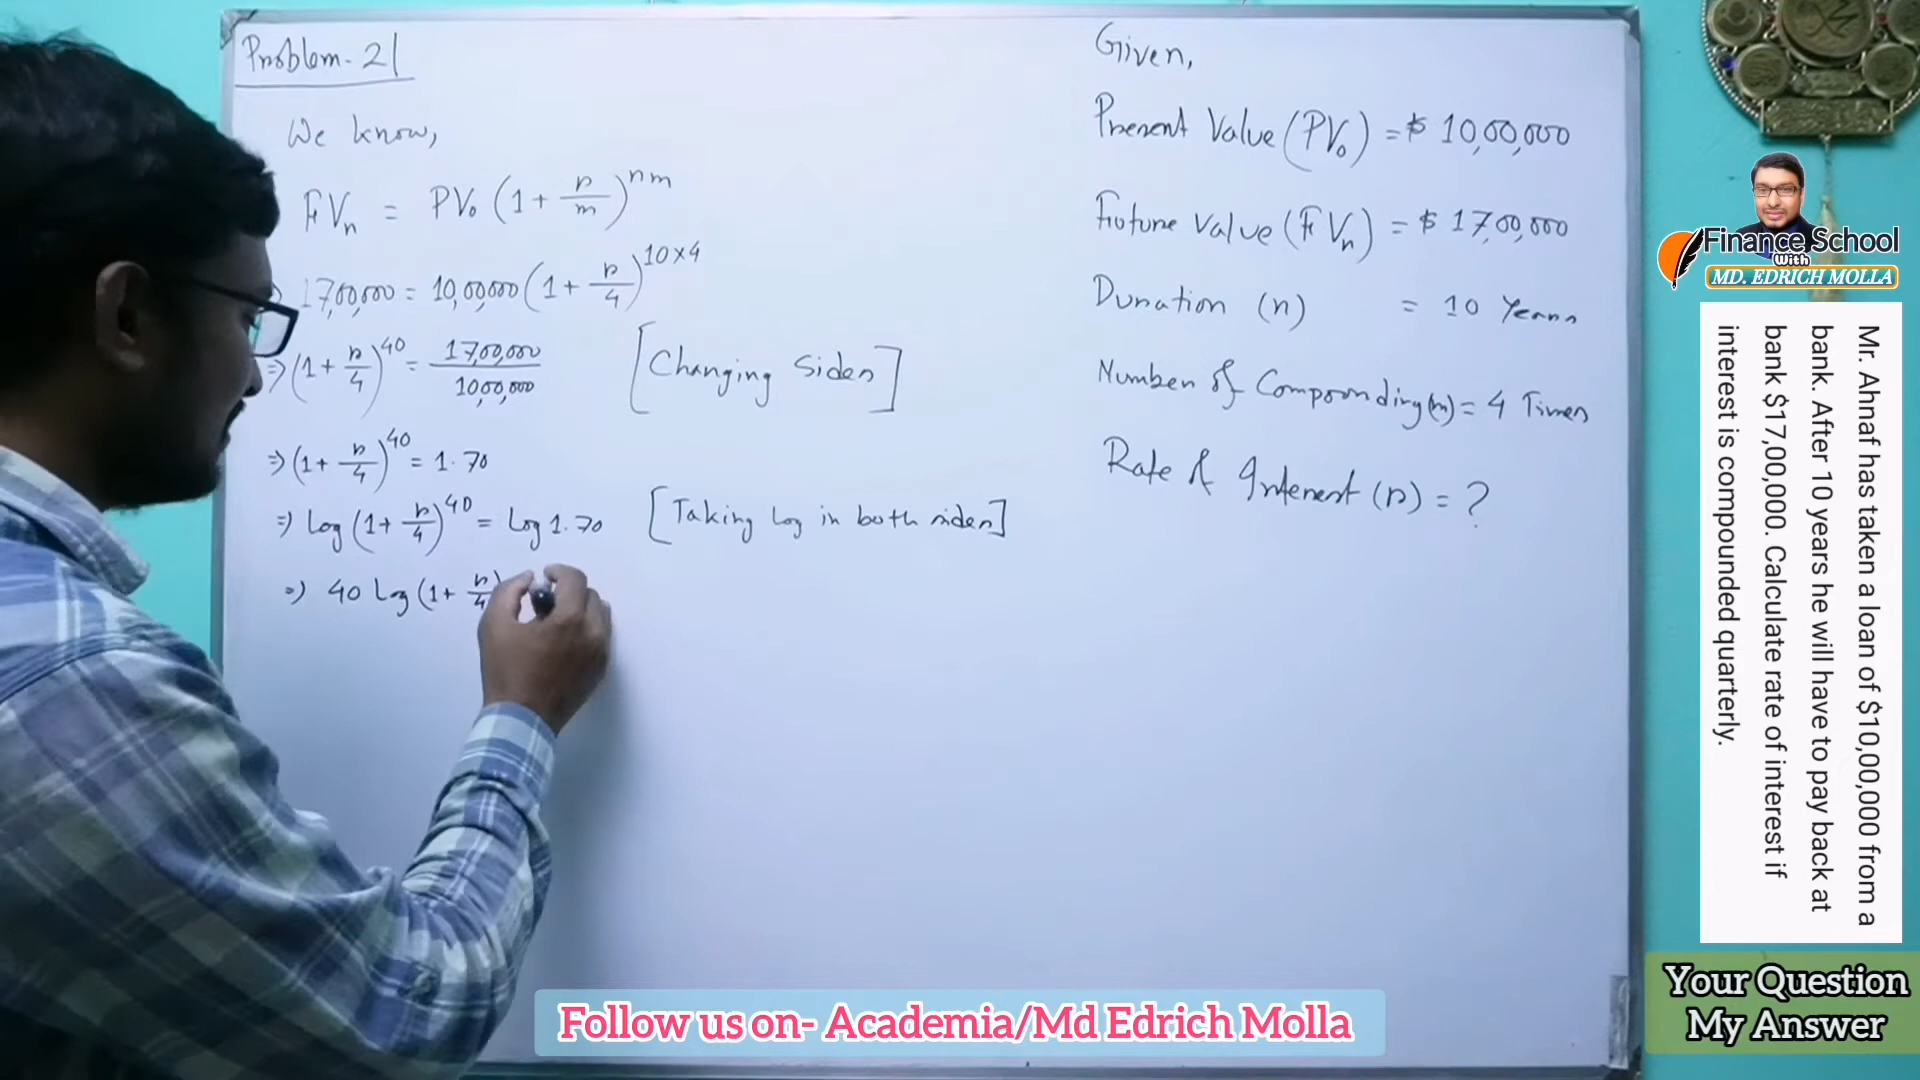 Problem-21
We know,
FVn = PV₀ (1 + r/m)^nm
17,00,000 = 10,00,000 (1 + r/4)^10×4
⇒ (1 + r/4)^40 = 17,00,000/10,00,000 [Changing Sides]
⇒ (1 + r/4)^40 = 1.70
⇒ log (1 + r/4)^40 = log 1.70 [Taking log in both sides]
⇒ 40 log (1 + r/4)
Given,
Present Value (PV₀) = $ 10,00,000
Future Value (FVn) = $ 17,00,000
Duration (n) = 10 Years
Number of Compounding (m) = 4 Times
Rate of Interest (r) = ?
Finance School
With
MD. EDRICH MOLLA
Mr. Ahnaf has taken a loan of $10,00,000 from a
bank. After 10 years he will have to pay back at
bank $17,00,000. Calculate rate of interest if
interest is compounded quarterly.
Your Question
My Answer
Follow us on- Academia/Md Edrich Molla